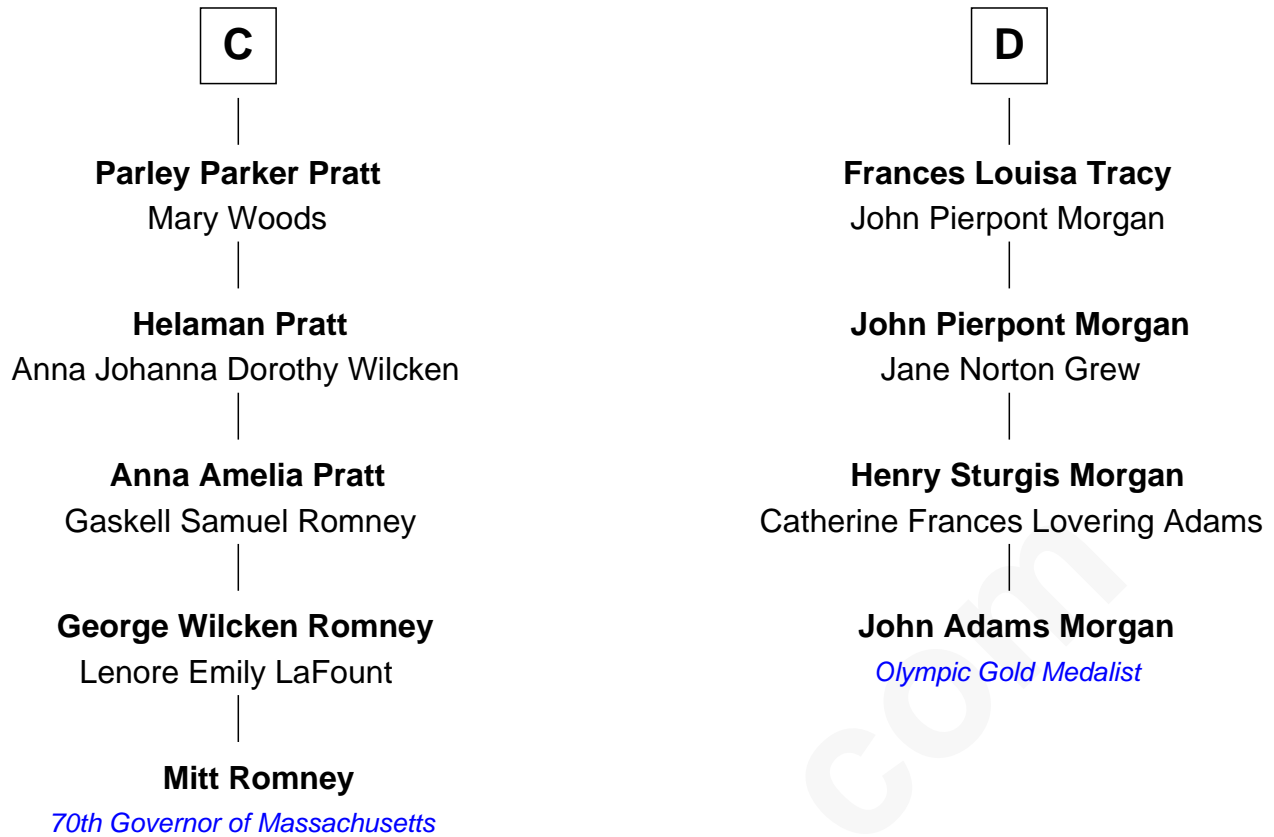 C
Parley Parker Pratt
Mary Woods
Helaman Pratt
Anna Johanna Dorothy Wilcken
Anna Amelia Pratt
Gaskell Samuel Romney
George Wilcken Romney
Lenore Emily LaFount
Mitt Romney
70th Governor of Massachusetts
D
Frances Louisa Tracy
John Pierpont Morgan
John Pierpont Morgan
Jane Norton Grew
Henry Sturgis Morgan
Catherine Frances Lovering Adams
John Adams Morgan
Olympic Gold Medalist
com